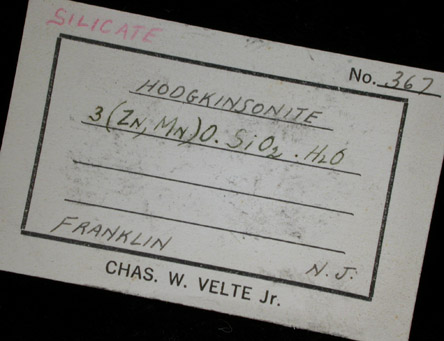 SILICATE
No. 367
HODGKINSONITE
3(ZN, MN)O. SiO2 . H2O
FRANKLIN N. J.
CHAS. W. VELTE Jr.